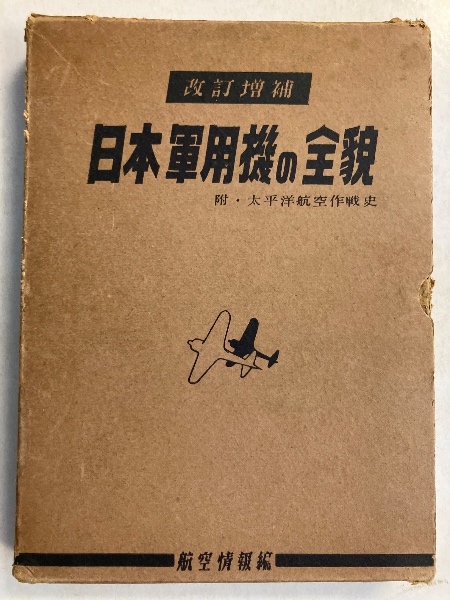 改訂増補
日本軍用機の全貌
附・太平洋航空作戦史
航空情報編